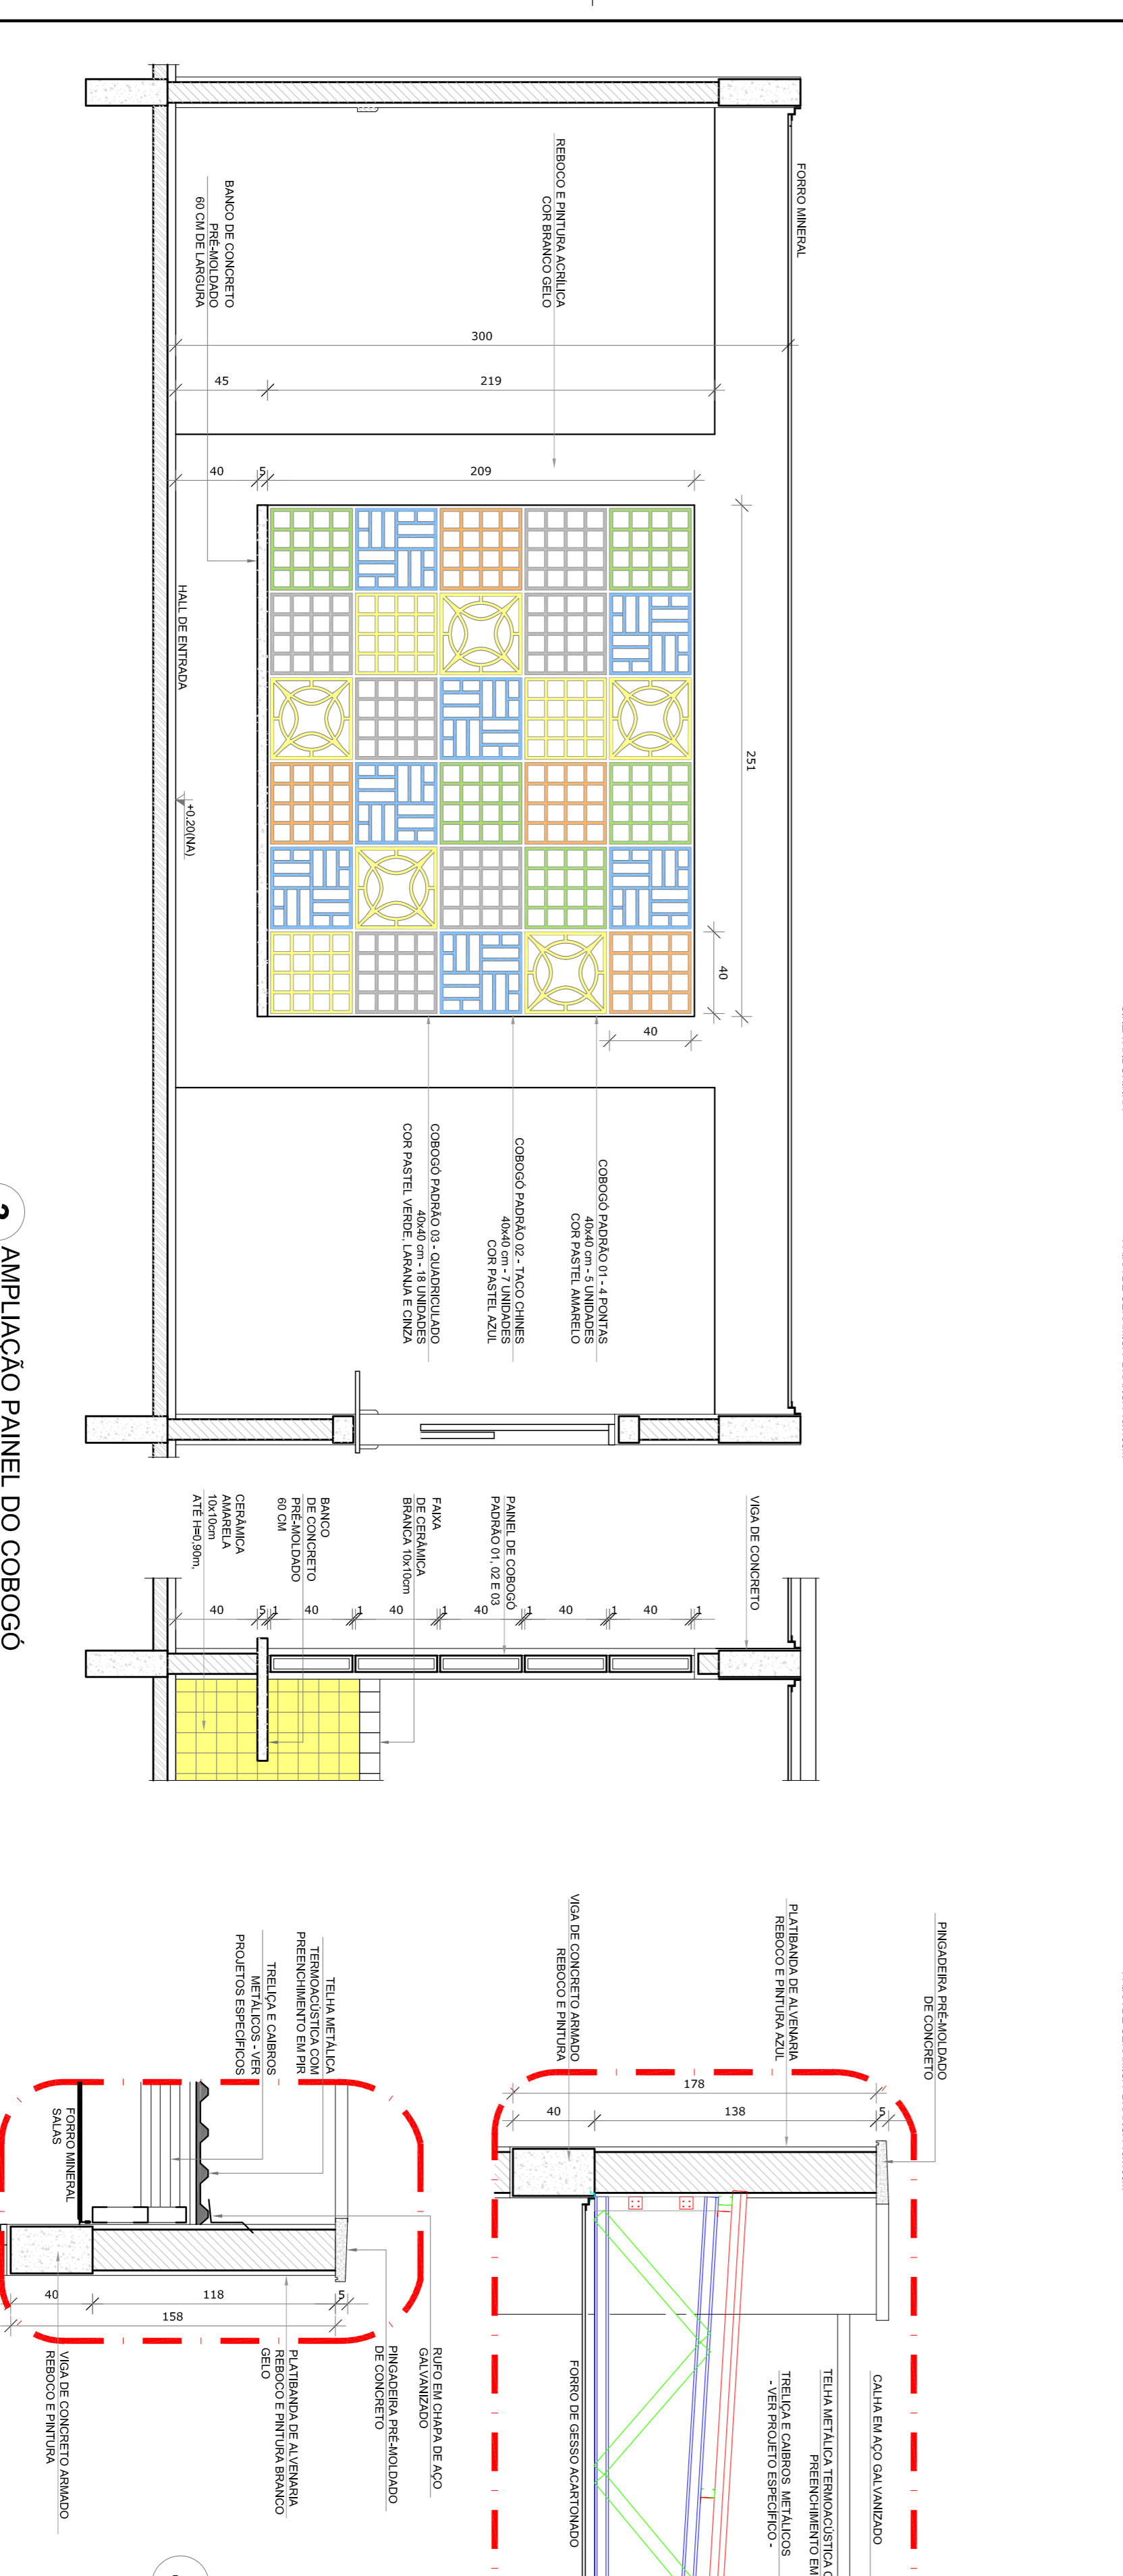 FORRO MINERAL
REBOCO E PINTURA ACRÍLICA
COR BRANCO GELO
BANCO DE CONCRETO
PRÉ-MOLDADO
60 CM DE LARGURA
300
45
219
40
5
209
251
40
40
HALL DE ENTRADA
+0.20(NA)
COBOGÓ PADRÃO 01 - 4 PONTAS
40x40 cm - 5 UNIDADES
COR PASTEL AMARELO
COBOGÓ PADRÃO 02 - TACO CHINES
40x40 cm - 7 UNIDADES
COR PASTEL AZUL
COBOGÓ PADRÃO 03 - QUADRICULADO
40x40 cm - 18 UNIDADES
COR PASTEL VERDE, LARANJA E CINZA
2
AMPLIAÇÃO PAINEL DO COBOGÓ
VIGA DE CONCRETO
PAINEL DE COBOGÓ
PADRÃO 01, 02 E 03
FAIXA
DE CERÂMICA
BRANCA 10x10cm
BANCO
DE CONCRETO
PRÉ-MOLDADO
60 CM
CERÂMICA
AMARELA
10x10cm
ATÉ H=0,90m,
40
5
1
40
1
40
1
40
1
40
1
40
1
PINGADEIRA PRÉ-MOLDADO
DE CONCRETO
PLATIBANDA DE ALVENARIA
REBOCO E PINTURA AZUL
VIGA DE CONCRETO ARMADO
REBOCO E PINTURA
178
40
138
5
CALHA EM AÇO GALVANIZADO
TELHA METÁLICA TERMOACÚSTICA
PREENCHIMENTO EM
TRELIÇA E CAIBROS METÁLICOS
- VER PROJETO ESPECÍFICO -
FORRO DE GESSO ACARTONADO
TELHA METÁLICA
TERMOACÚSTICA COM
PREENCHIMENTO EM PIR
TRELIÇA E CAIBROS
METÁLICOS - VER
PROJETOS ESPECÍFICOS
FORRO MINERAL
SALAS
40
118
5
158
RUFO EM CHAPA DE AÇO
GALVANIZADO
PINGADEIRA PRÉ-MOLDADO
DE CONCRETO
PLATIBANDA DE ALVENARIA
REBOCO E PINTURA BRANCO
GELO
VIGA DE CONCRETO ARMADO
REBOCO E PINTURA